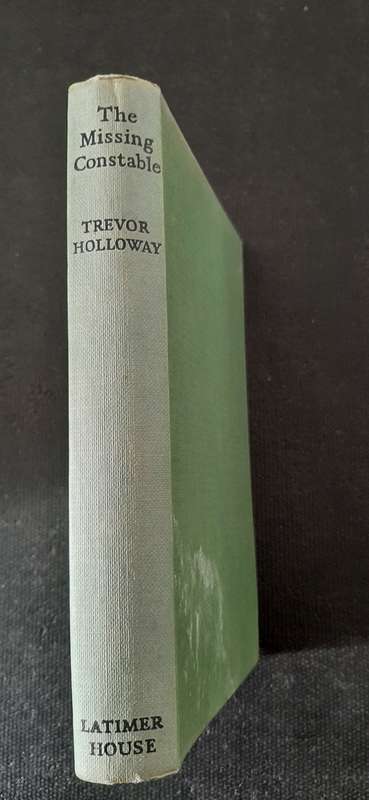 The
Missing
Constable
TREVOR
HOLLOWAY
LATIMER
HOUSE